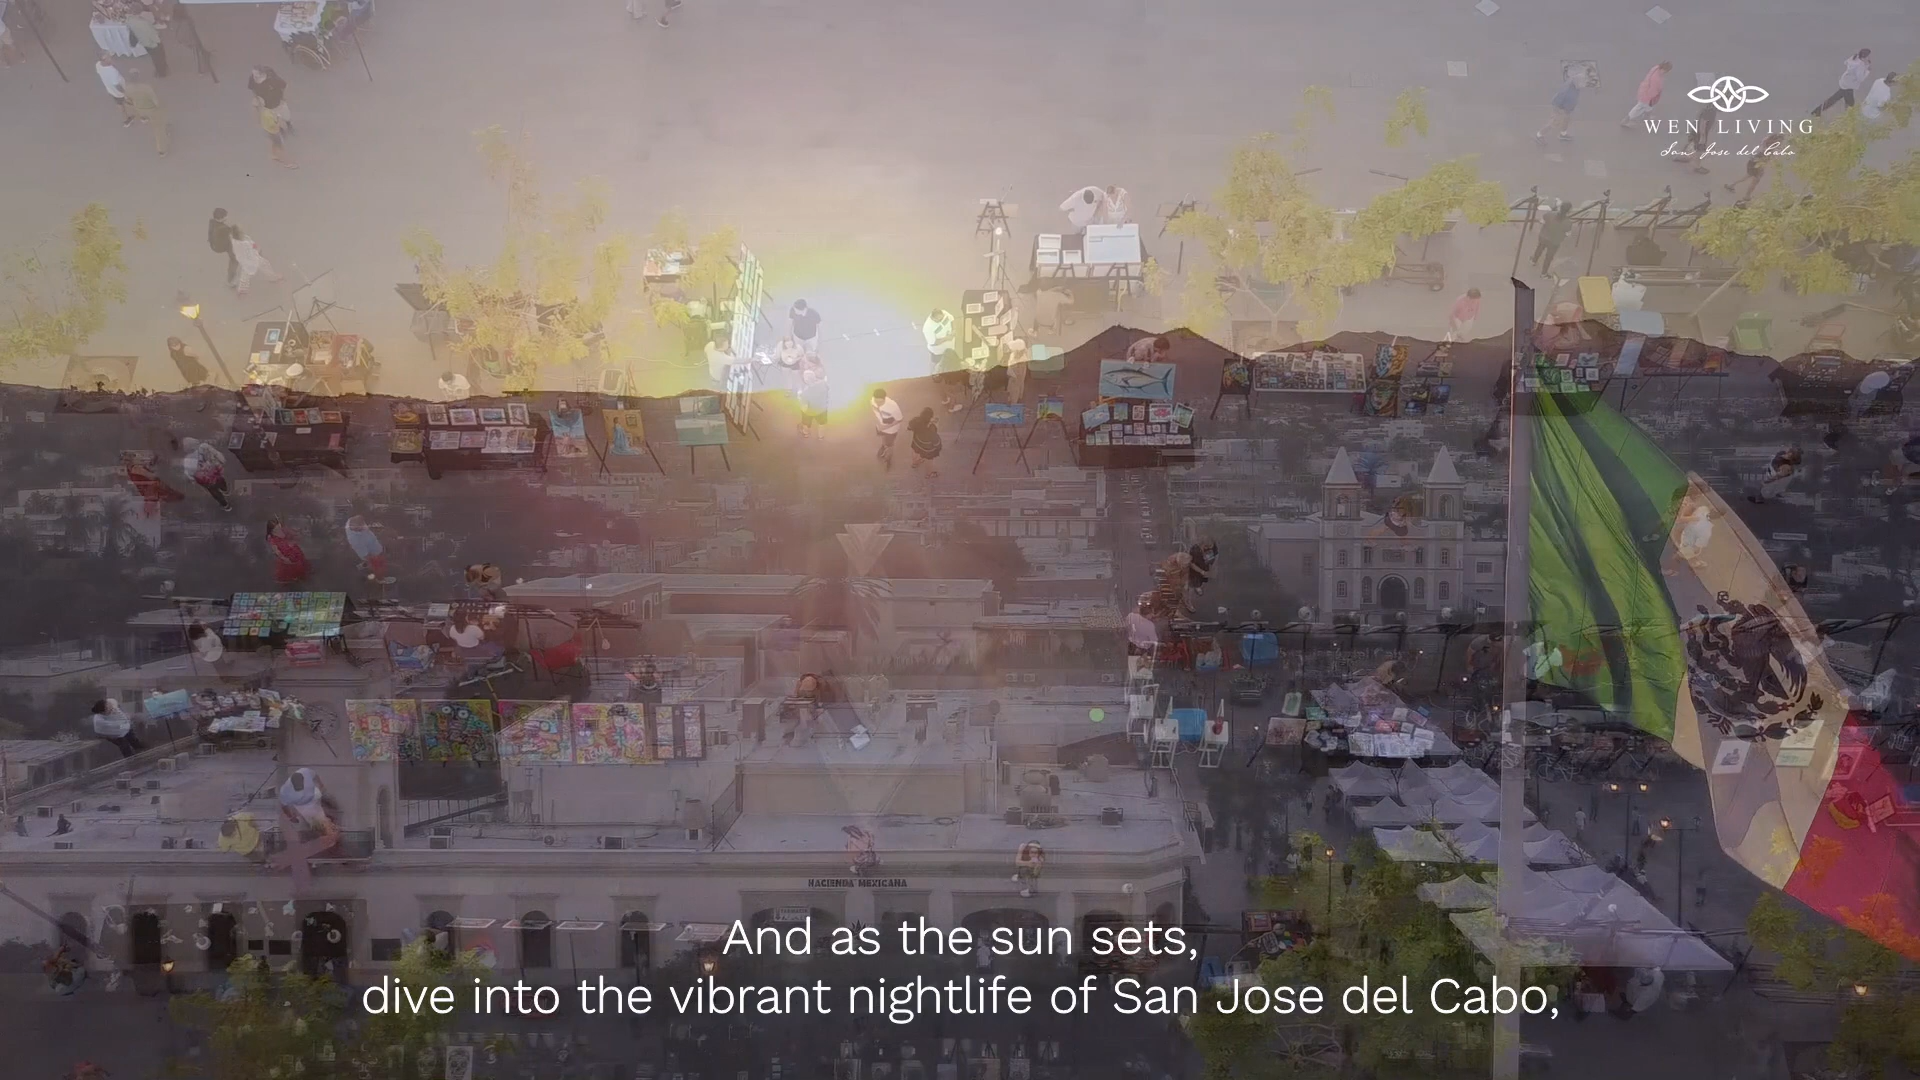 WEN LIVING
San Jose del Cabo
HACIENDA MEXICANA
And as the sun sets,
dive into the vibrant nightlife of San Jose del Cabo,